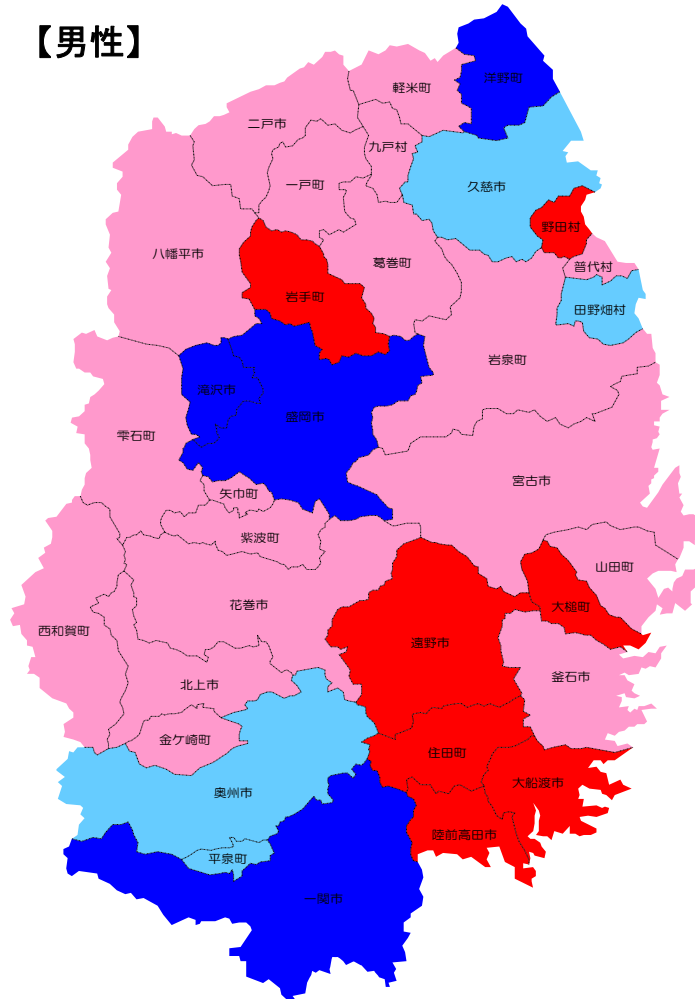 【男性】
洋野町
軽米町
二戸市
九戸村
一戸町
久慈市
野田村
八幡平市
葛巻町
普代村
岩手町
田野畑村
岩泉町
滝沢市
盛岡市
雫石町
宮古市
矢巾町
紫波町
山田町
花巻市
大槌町
西和賀町
遠野市
釜石市
北上市
金ケ崎町
住田町
大船渡市
奥州市
陸前高田市
平泉町
一関市